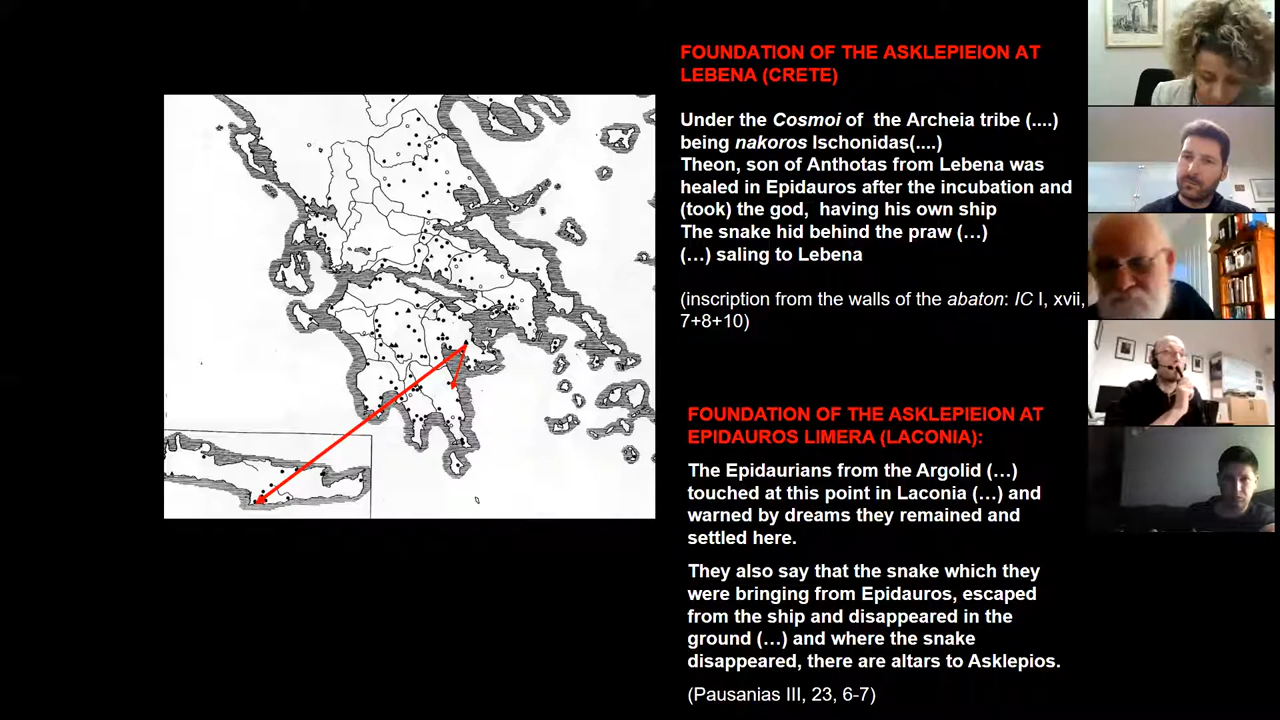 FOUNDATION OF THE ASKLEPIEION AT
LEBENA (CRETE)
Under the Cosmoi of the Archeia tribe (....)
being nakoros Ischonidas(....)
Theon, son of Anthotas from Lebena was
healed in Epidauros after the incubation and
(took) the god, having his own ship
The snake hid behind the praw (…)
(…) saling to Lebena
(inscription from the walls of the abaton: IC I, xvii,
7+8+10)
FOUNDATION OF THE ASKLEPIEION AT
EPIDAUROS LIMERA (LACONIA):
The Epidaurians from the Argolid (…)
touched at this point in Laconia (…) and
warned by dreams they remained and
settled here.
They also say that the snake which they
were bringing from Epidauros, escaped
from the ship and disappeared in the
ground (…) and where the snake
disappeared, there are altars to Asklepios.
(Pausanias III, 23, 6-7)